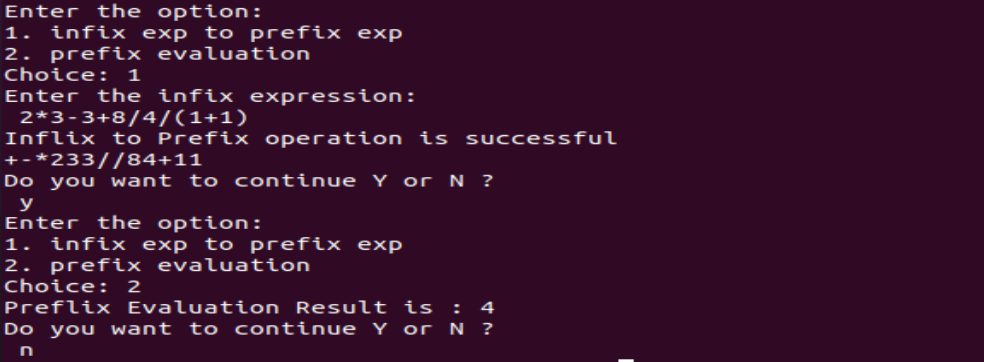 Enter the option:
1. infix exp to prefix exp
2. prefix evaluation
Choice: 1
Enter the infix expression:
 2*3-3+8/4/(1+1)
Inflix to Prefix operation is successful
+-*233//84+11
Do you want to continue Y or N ?
 y
Enter the option:
1. infix exp to prefix exp
2. prefix evaluation
Choice: 2
Preflix Evaluation Result is : 4
Do you want to continue Y or N ?
 n